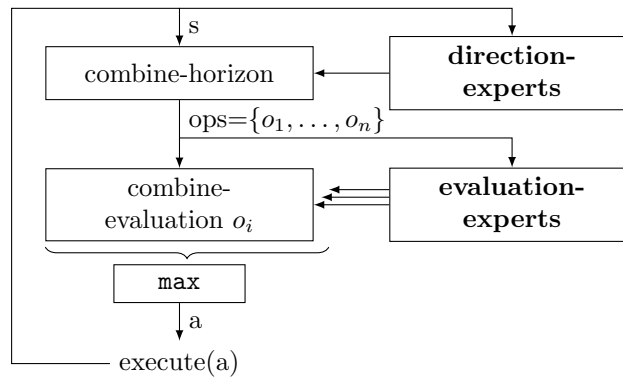 s
combine-horizon
direction-
experts
ops={o₁,...,oₙ}
combine-
evaluation oᵢ
evaluation-
experts
max
a
execute(a)